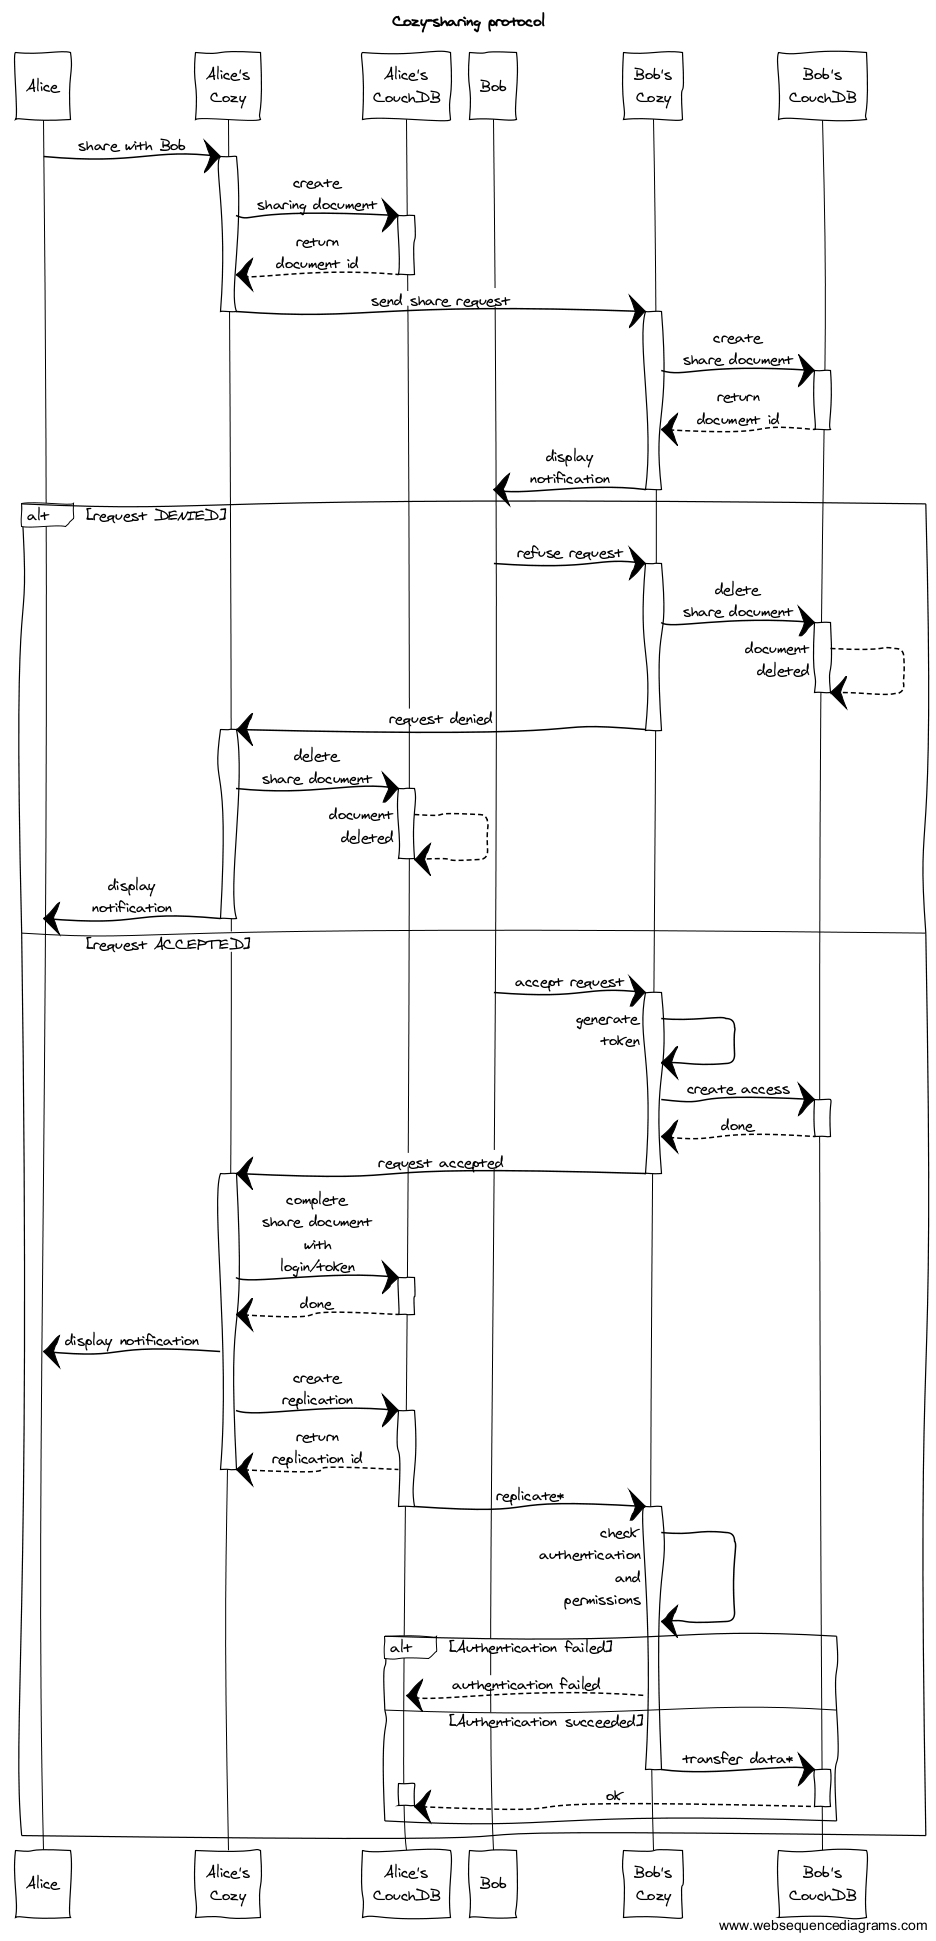 Cozy-sharing protocol
Alice
Alice's
Cozy
Alice's
CouchDB
Bob
Bob's
Cozy
Bob's
CouchDB
share with Bob
create
sharing document
return
document id
send share request
create
share document
return
document id
display
notification
alt
[request DENIED]
refuse request
delete
share document
document
deleted
request denied
delete
share document
document
deleted
display
notification
[request ACCEPTED]
accept request
generate
token
create access
done
request accepted
complete
share document
with
login/token
done
display notification
create
replication
return
replication id
replicate*
check
authentication
and
permissions
alt
[Authentication failed]
authentication failed
[Authentication succeeded]
transfer data*
ok
Alice
Alice's
Cozy
Alice's
CouchDB
Bob
Bob's
Cozy
Bob's
CouchDB
www.websequencediagrams.com